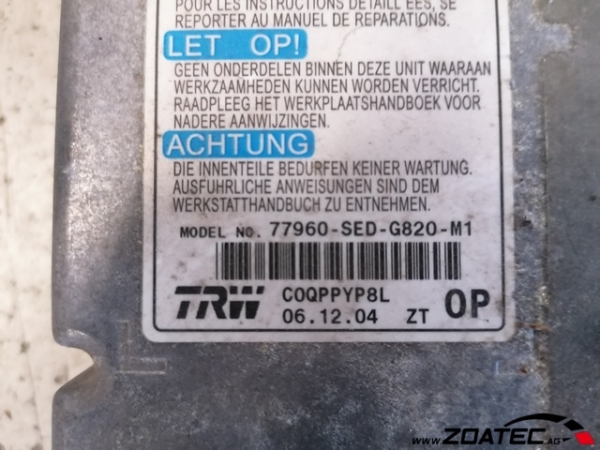 POUR LES INSTRUCTIONS DETAILL EES, SE
REPORTER AU MANUEL DE REPARATIONS.
LET OP!
GEEN ONDERDELEN BINNEN DEZE UNIT WAARAAN
WERKZAAMHEDEN KUNNEN WORDEN VERRICHT.
RAADPLEEG HET WERKPLAATSHANDBOEK VOOR
NADERE AANWIJZINGEN.
ACHTUNG
DIE INNENTEILE BEDURFEN KEINER WARTUNG.
AUSFUHRLICHE ANWEISUNGEN SIND DEM
WERKSTATTHANDBUCH ZU ENTNEHMEN.
MODEL NO. 77960-SED-G820-M1
TRW C0QPPYP8L
06.12.04 ZT OP
www.ZOATEC.AG